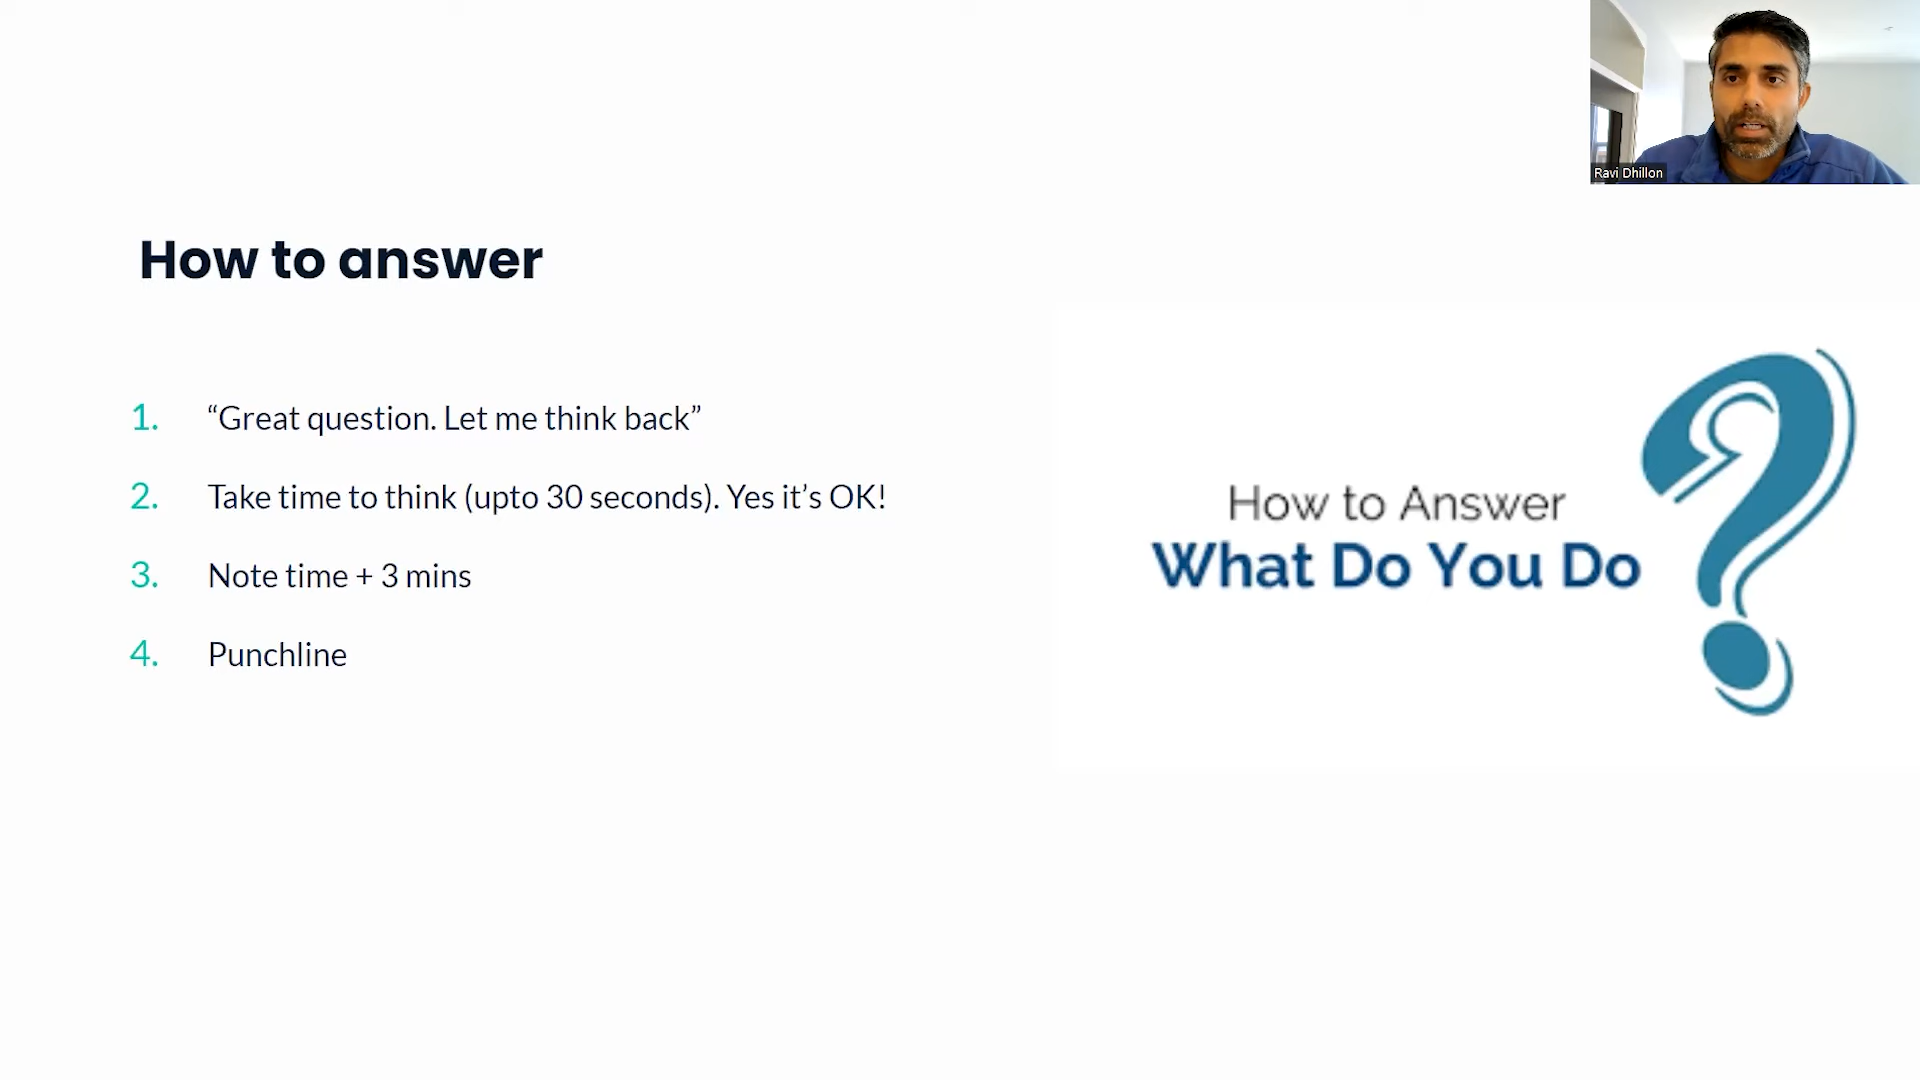 Ravi Dhillon
How to answer
1. “Great question. Let me think back”
2. Take time to think (upto 30 seconds). Yes it’s OK!
3. Note time + 3 mins
4. Punchline
How to Answer
What Do You Do
?